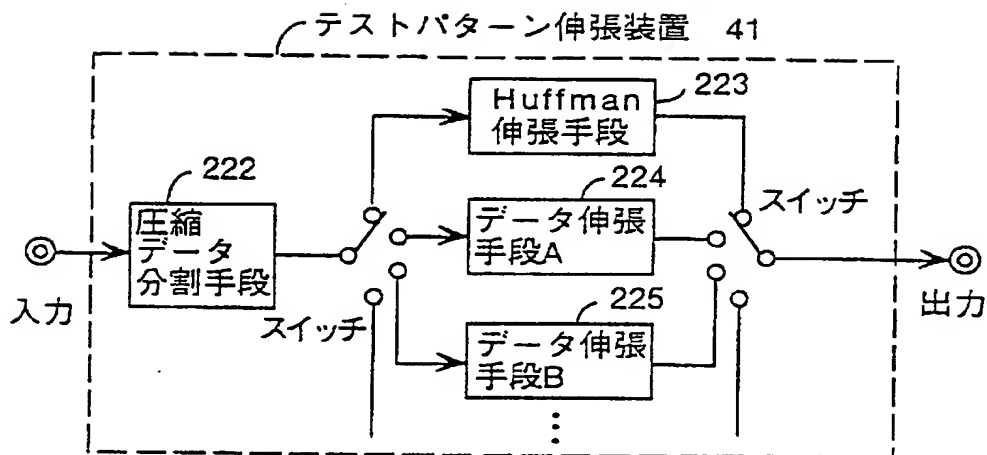 テストパターン伸張装置 41
223
Huffman
伸張手段
222
圧縮
データ
分割手段
224
データ伸張
手段A
スイッチ
入力
スイッチ
225
データ伸張
手段B
出力